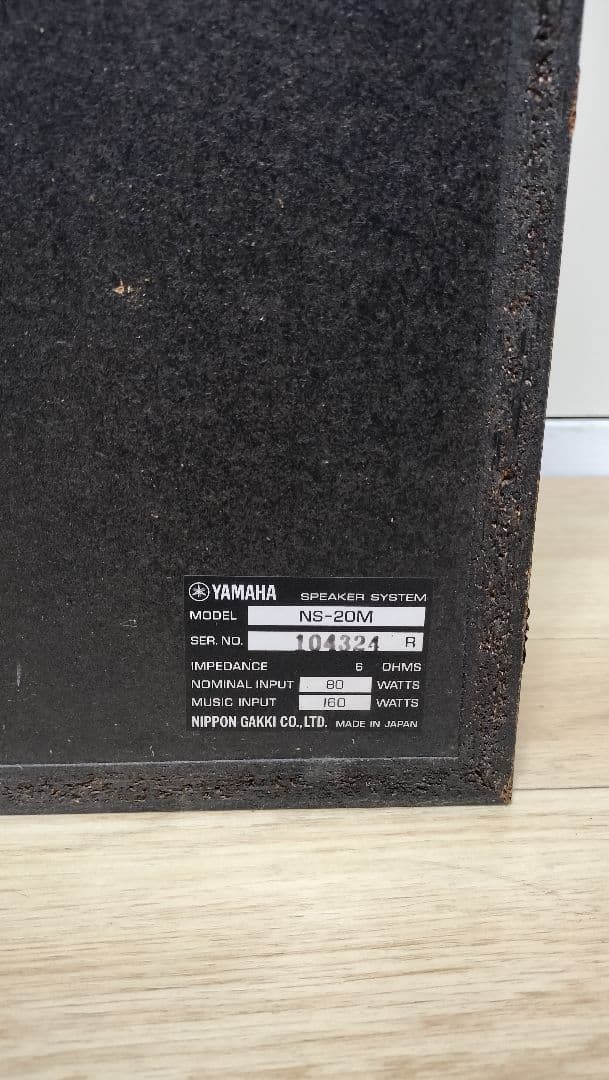 YAMAHA SPEAKER SYSTEM
MODEL NS-20M
SER. NO. 104324 R
IMPEDANCE 6 OHMS
NOMINAL INPUT 80 WATTS
MUSIC INPUT 160 WATTS
NIPPON GAKKI CO., LTD. MADE IN JAPAN